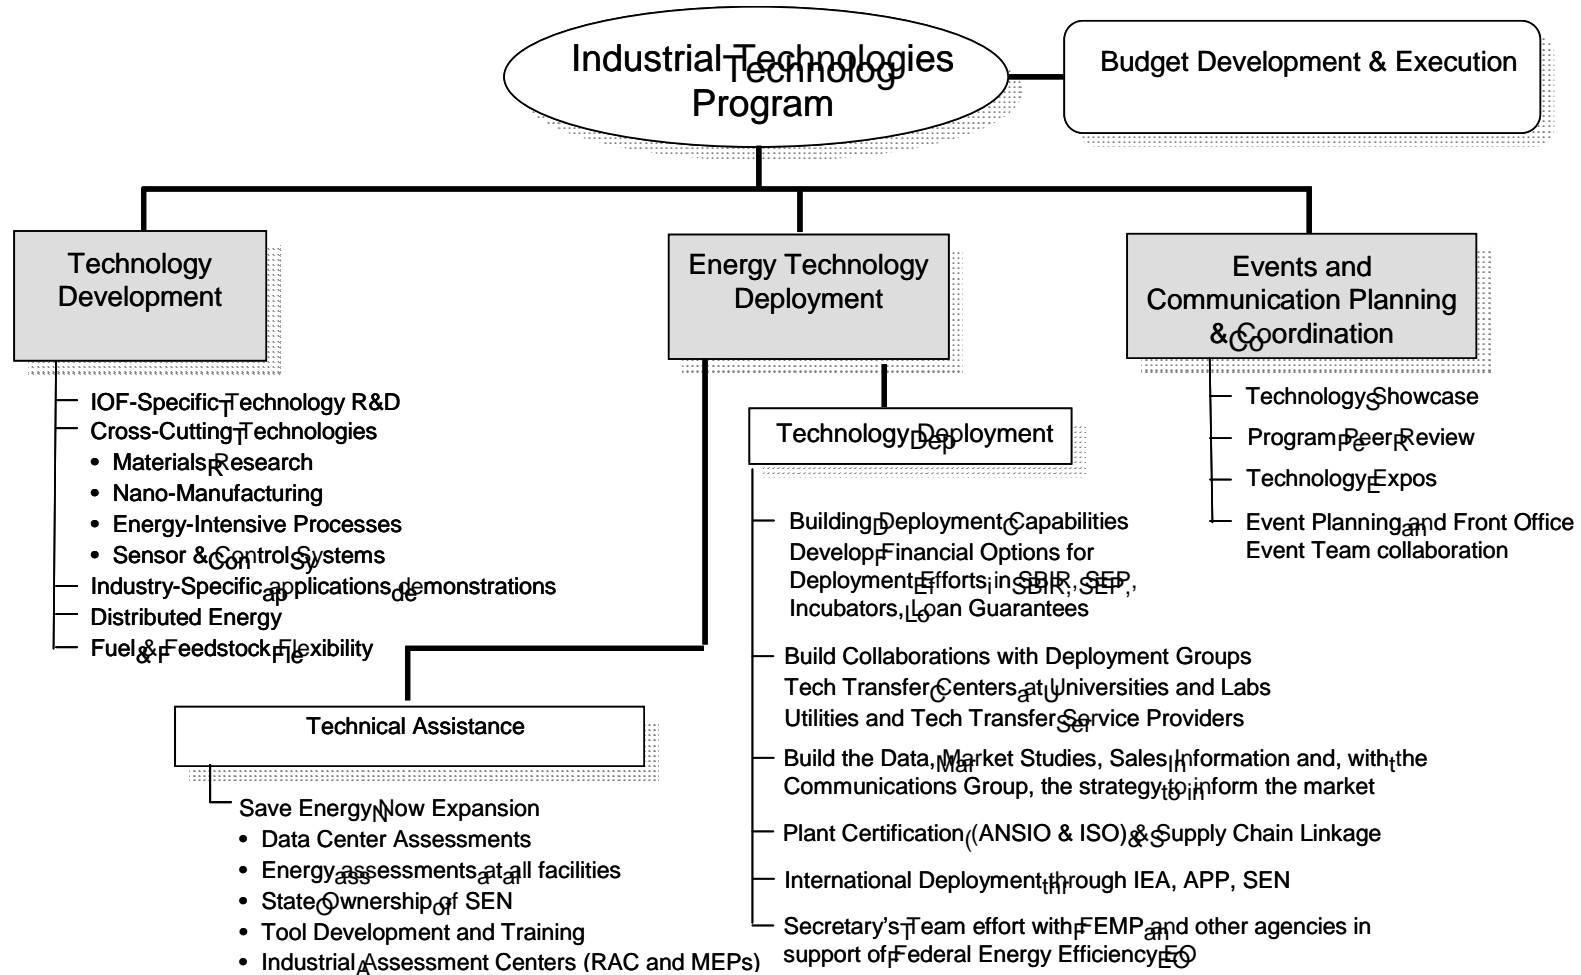 Industrial Technologies
Program
Budget Development & Execution
Technology
Development
IOF-Specific Technology R&D
Cross-Cutting Technologies
• Materials Research
• Nano-Manufacturing
• Energy-Intensive Processes
• Sensor & Control Systems
Industry-Specific applications demonstrations
Distributed Energy
Fuel & Feedstock Flexibility
Energy Technology
Deployment
Technical Assistance
Save Energy Now Expansion
• Data Center Assessments
• Energy assessments at all facilities
• State Ownership of SEN
• Tool Development and Training
• Industrial Assessment Centers (RAC and MEPs)
Technology Deployment
Building Deployment Capabilities
Develop Financial Options for
Deployment Efforts in SBIR, SEP,
Incubators, Loan Guarantees
Build Collaborations with Deployment Groups
Tech Transfer Centers at Universities and Labs
Utilities and Tech Transfer Service Providers
Build the Data, Market Studies, Sales Information and, with the
Communications Group, the strategy to inform the market
Plant Certification (ANSIO & ISO) & Supply Chain Linkage
International Deployment through IEA, APP, SEN
Secretary's Team effort with FEMP and other agencies in
support of Federal Energy Efficiency EO
Events and
Communication Planning
& Coordination
Technology Showcase
Program Peer Review
Technology Expos
Event Planning and Front Office
Event Team collaboration